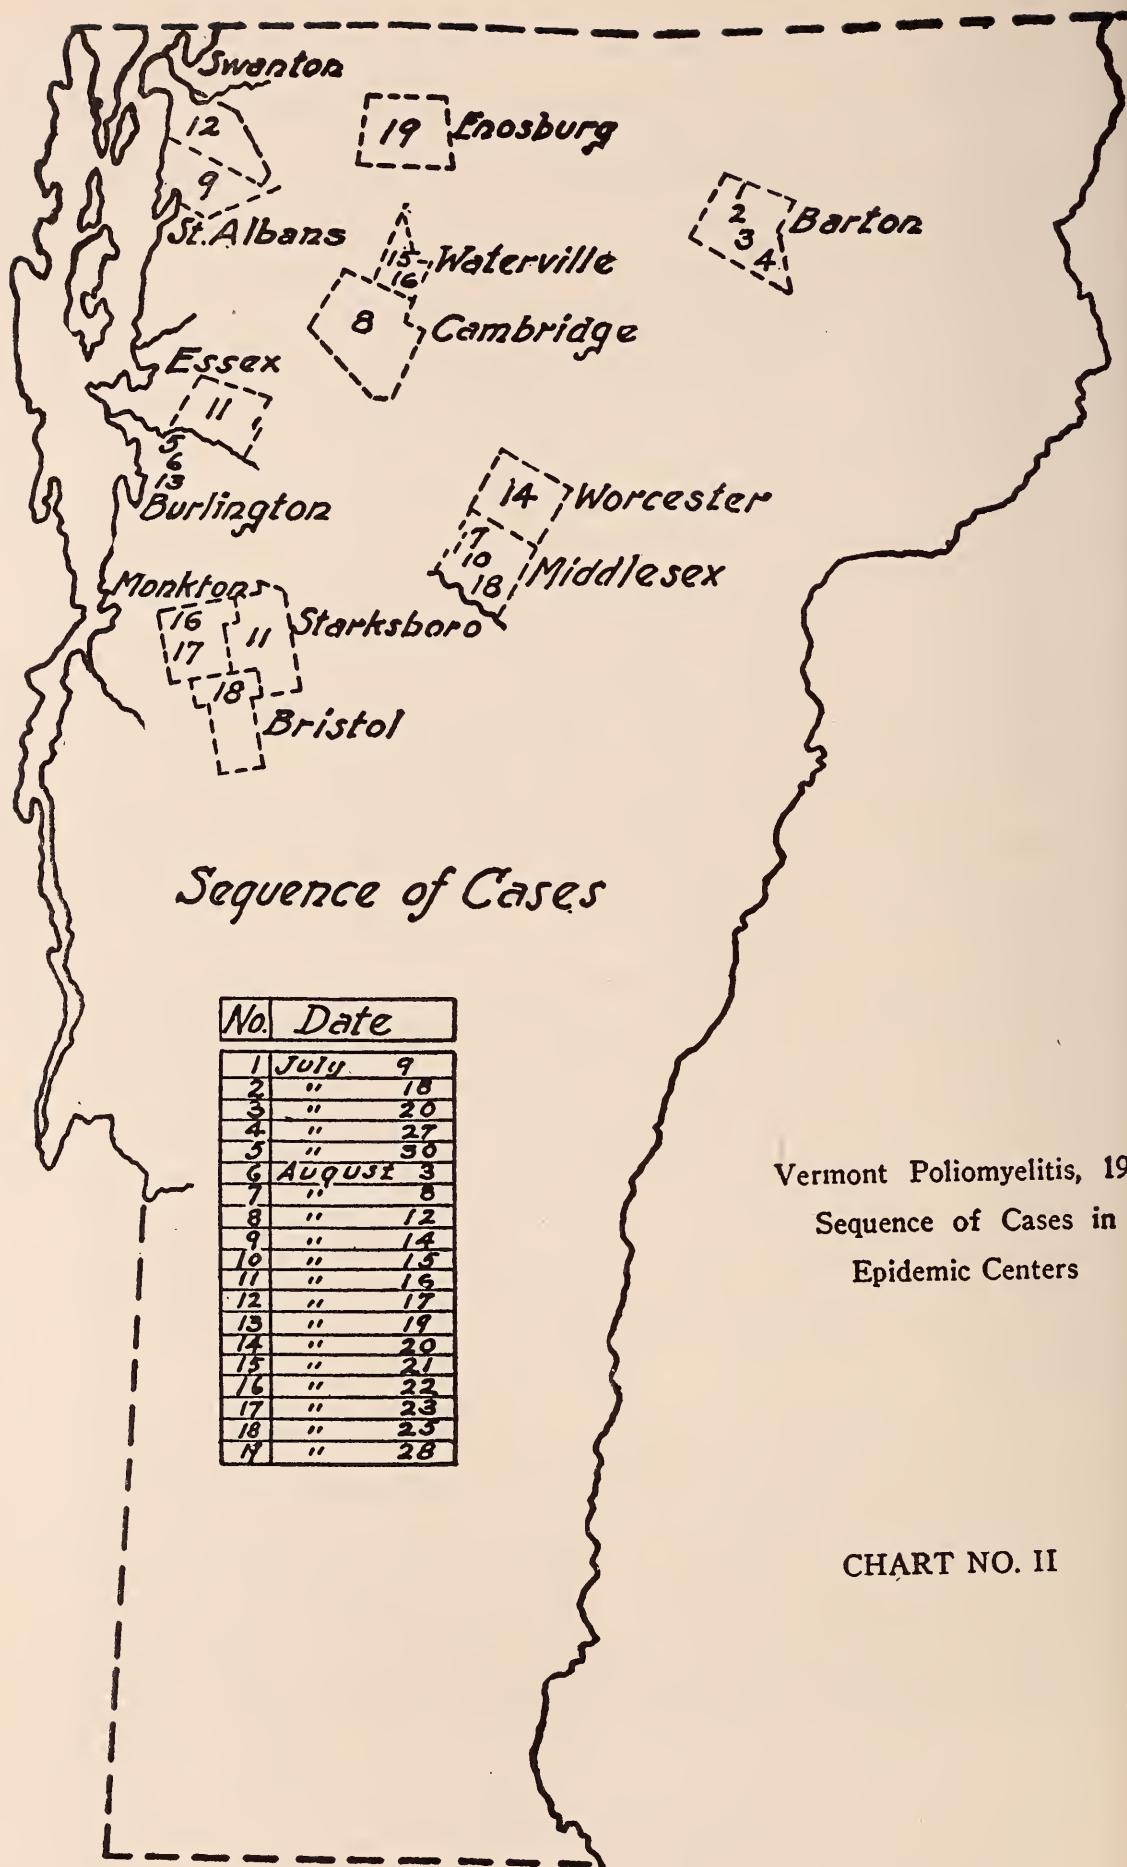 Swanton
12
19 Enosburg
9
St. Albans
2
3
4
Barton
15
16
Waterville
8 Cambridge
Essex
11
5
6
13
Burlington
14 Worcester
7
10
18
Middlesex
Monktons
16
17
11
Starksboro
18
Bristol
Sequence of Cases
No. Date
1 July 9
2 " 18
3 " 20
4 " 27
5 " 30
6 August 3
7 " 8
8 " 12
9 " 14
10 " 15
11 " 16
12 " 17
13 " 19
14 " 20
15 " 21
16 " 22
17 " 23
18 " 25
19 " 28
Vermont Poliomyelitis, 19
Sequence of Cases in
Epidemic Centers
CHART NO. II